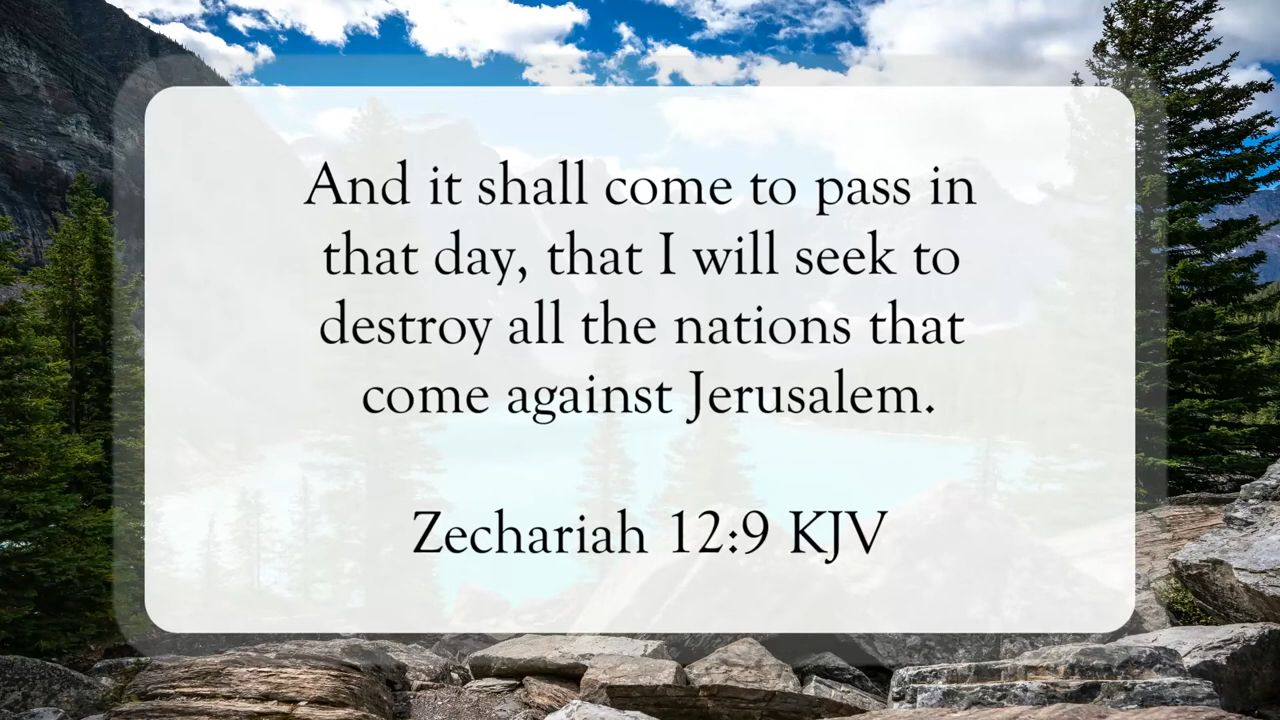 And it shall come to pass in
that day, that I will seek to
destroy all the nations that
come against Jerusalem.
Zechariah 12:9 KJV